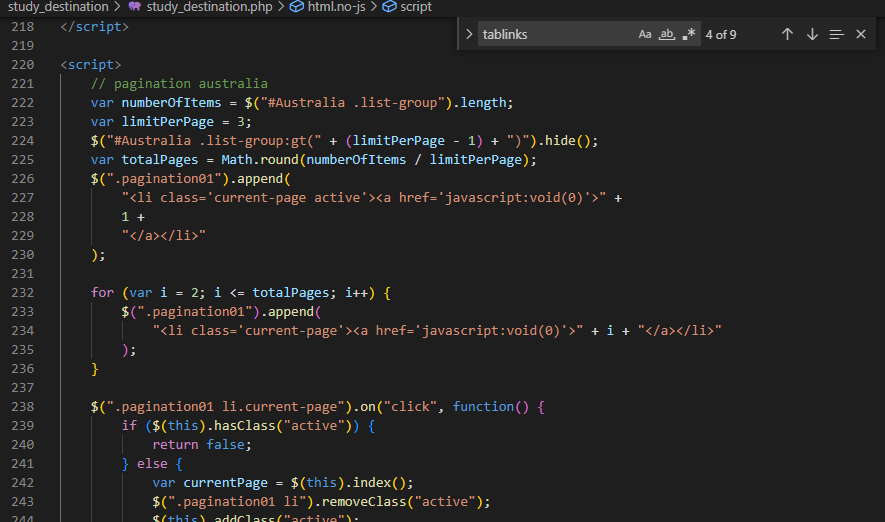 study_destination > study_destination.php > html.no-js > script
tablinks Aa ab .* 4 of 9
218 </script>
219
220 <script>
221 // pagination australia
222 var numberOfItems = $("#Australia .list-group").length;
223 var limitPerPage = 3;
224 $("#Australia .list-group:gt(" + (limitPerPage - 1) + ")").hide();
225 var totalPages = Math.round(numberOfItems / limitPerPage);
226 $(".pagination01").append(
227 "<li class='current-page active'><a href='javascript:void(0)'>" +
228 1 +
229 "</a></li>"
230 );
231
232 for (var i = 2; i <= totalPages; i++) {
233 $(".pagination01").append(
234 "<li class='current-page'><a href='javascript:void(0)'>" + i + "</a></li>"
235 );
236 }
237
238 $(".pagination01 li.current-page").on("click", function() {
239 if ($(this).hasClass("active")) {
240 return false;
241 } else {
242 var currentPage = $(this).index();
243 $(".pagination01 li").removeClass("active");
244 $(this).addClass("active");